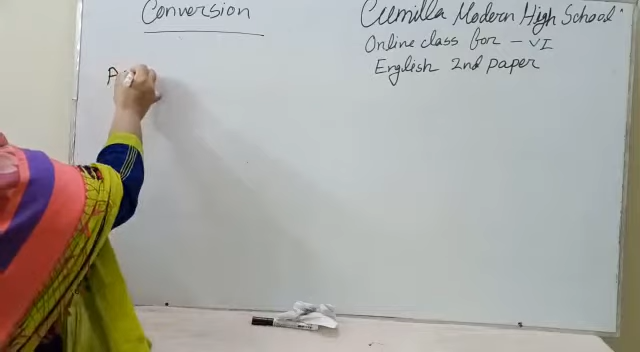 Conversion
Cumilla Modern High School
Online class for - VI
English 2nd paper